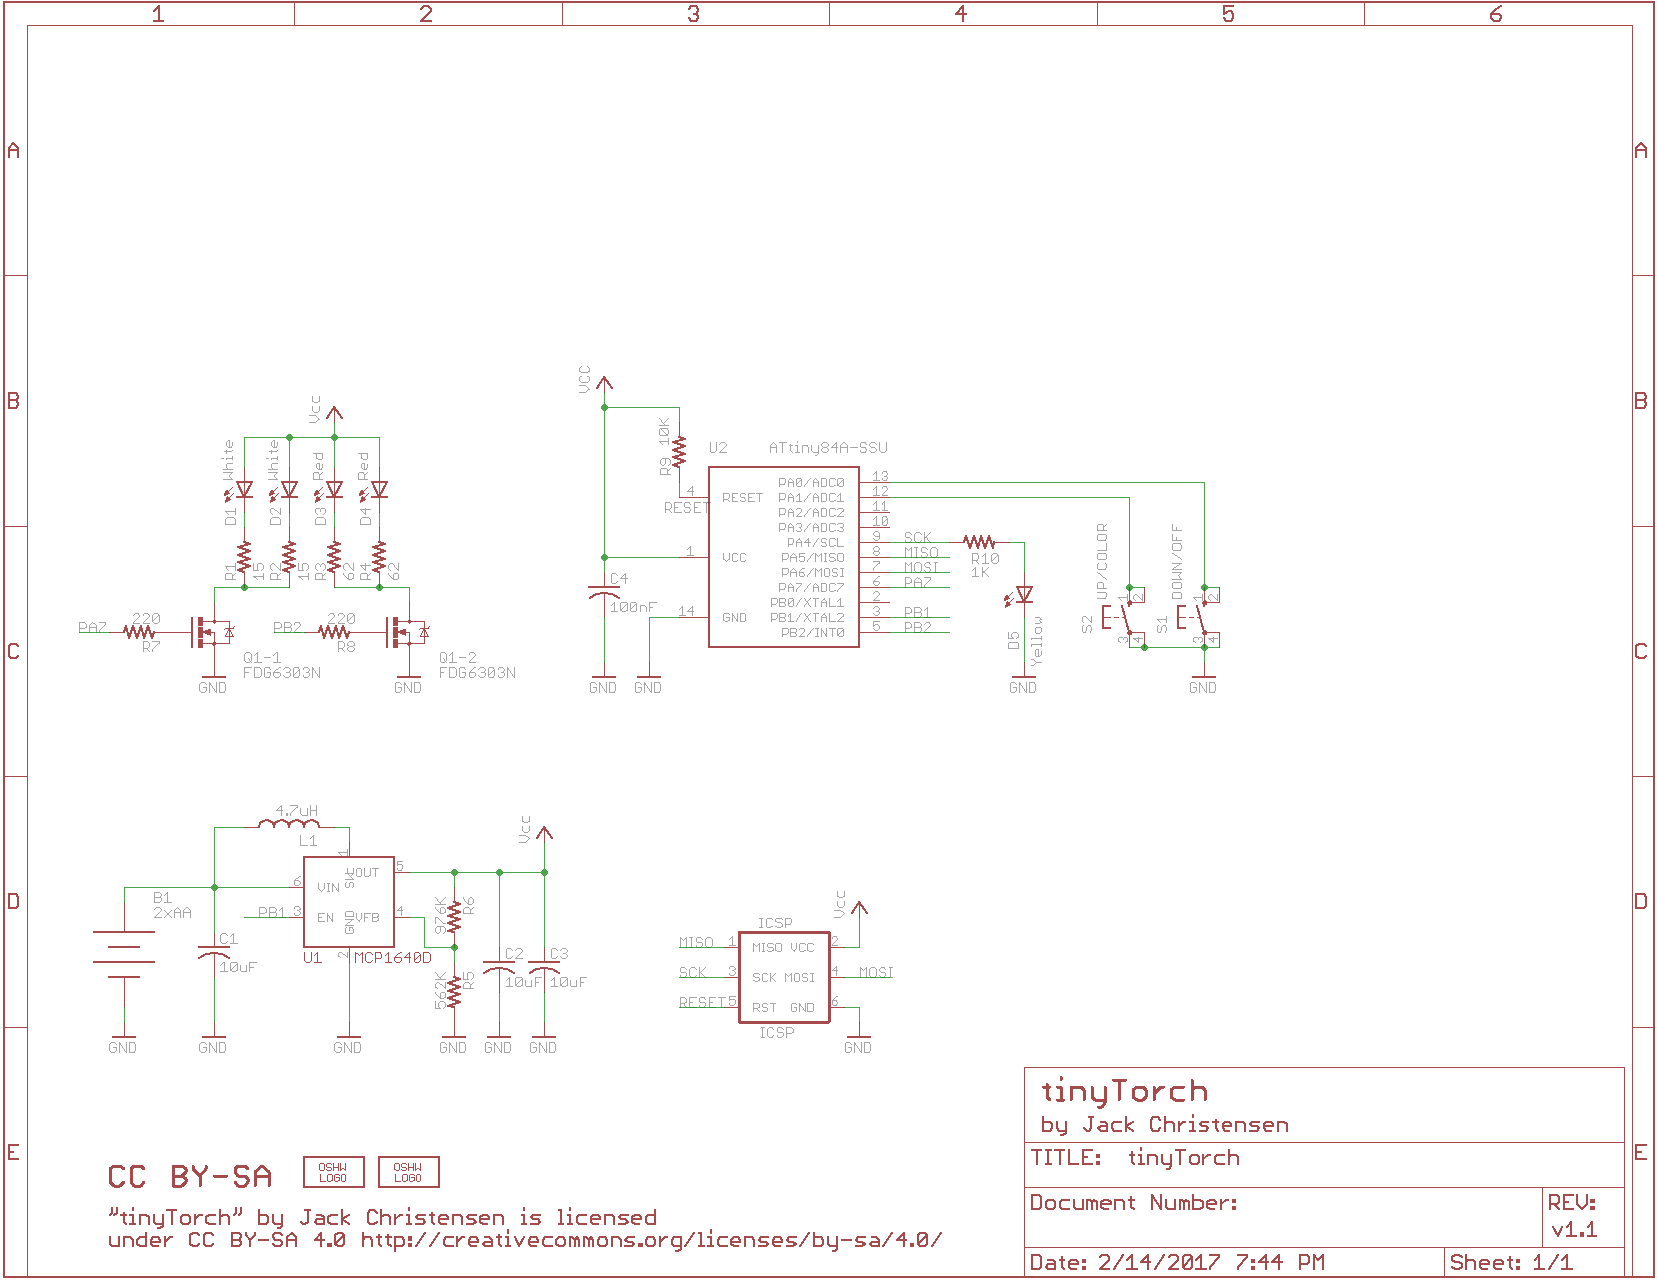 1 2 3 4 5 6
A A
B B
C C
D D
E E
Vcc
White White Red Red
D1 D2 D3 D4
R1 15 R2 15 R3 62 R4 62
PA7 220 R7
PB2 220 R8
Q1-1
FDG6303N
Q1-2
FDG6303N
GND GND
VCC
R9 10K
U2 ATtiny84A-SSU
4 RESET
RESET
1 VCC
14 GND
C4
100nF
GND GND
PA0/ADC0 13
PA1/ADC1 12
PA2/ADC2 11
PA3/ADC3 10
PA4/SCL 9 SCK
PA5/MISO 8 MISO
PA6/MOSI 7 MOSI
PA7/ADC7 6 PA7
PB0/XTAL1 2
PB1/XTAL2 3 PB1
PB2/INT0 5 PB2
R10
1K
D5 Yellow
GND
S2 UP/COLOR 1 2 3 4
S1 DOWN/OFF 1 2 3 4
GND
4.7uH
L1
B1
2xAA
C1
10uF
PB1
6 VIN
3 EN
1 SW
VOUT 5
VFB 4
GND 2
U1 MCP1640D
976K R6
562K R5
C2
10uF
C3
10uF
Vcc
GND GND GND GND GND GND
ICSP
MISO 1 MISO VCC 2 Vcc
SCK 3 SCK MOSI 4 MOSI
RESET 5 RST GND 6
ICSP
GND
CC BY-SA
OSHW
LOGO
OSHW
LOGO
"tinyTorch" by Jack Christensen is licensed
under CC BY-SA 4.0 http://creativecommons.org/licenses/by-sa/4.0/
tinyTorch
by Jack Christensen
TITLE: tinyTorch
Document Number:
REV:
v1.1
Date: 2/14/2017 7:44 PM
Sheet: 1/1